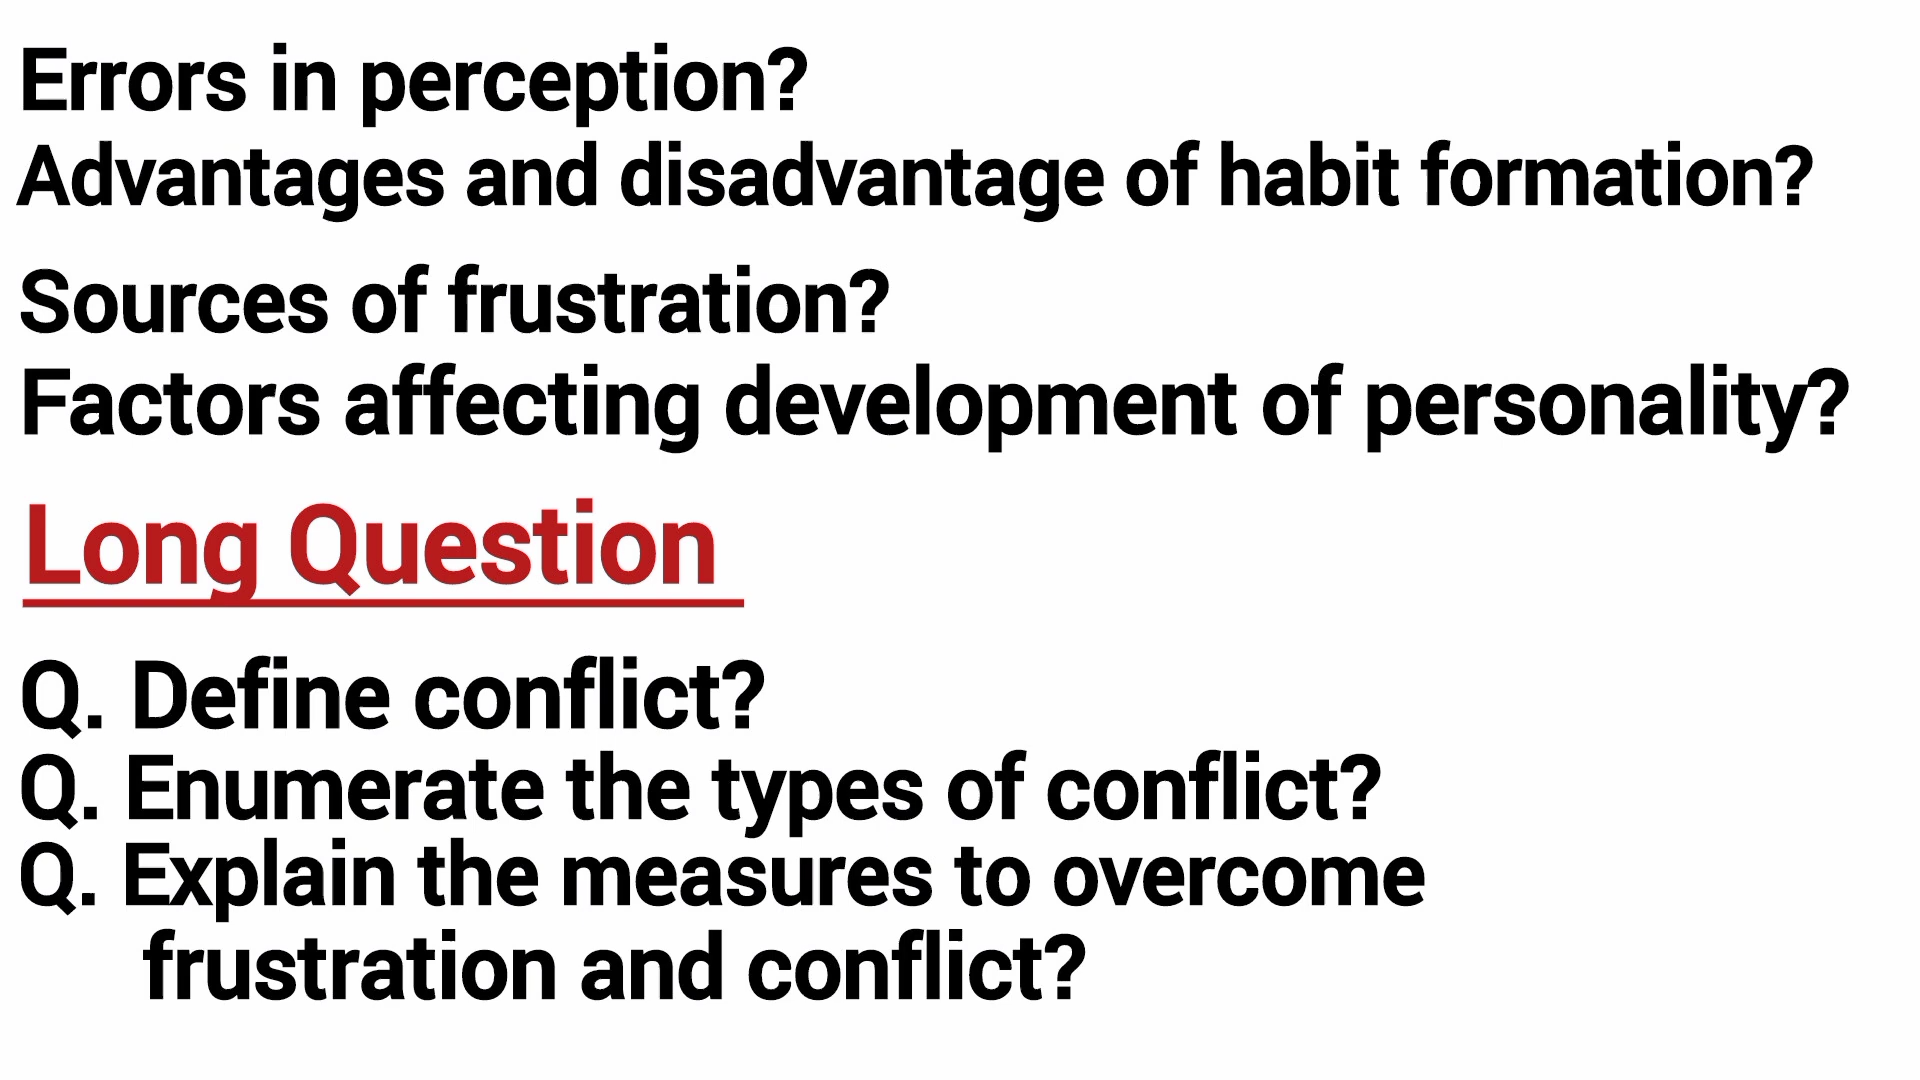 Errors in perception?
Advantages and disadvantage of habit formation?
Sources of frustration?
Factors affecting development of personality?
Long Question
Q. Define conflict?
Q. Enumerate the types of conflict?
Q. Explain the measures to overcome
frustration and conflict?